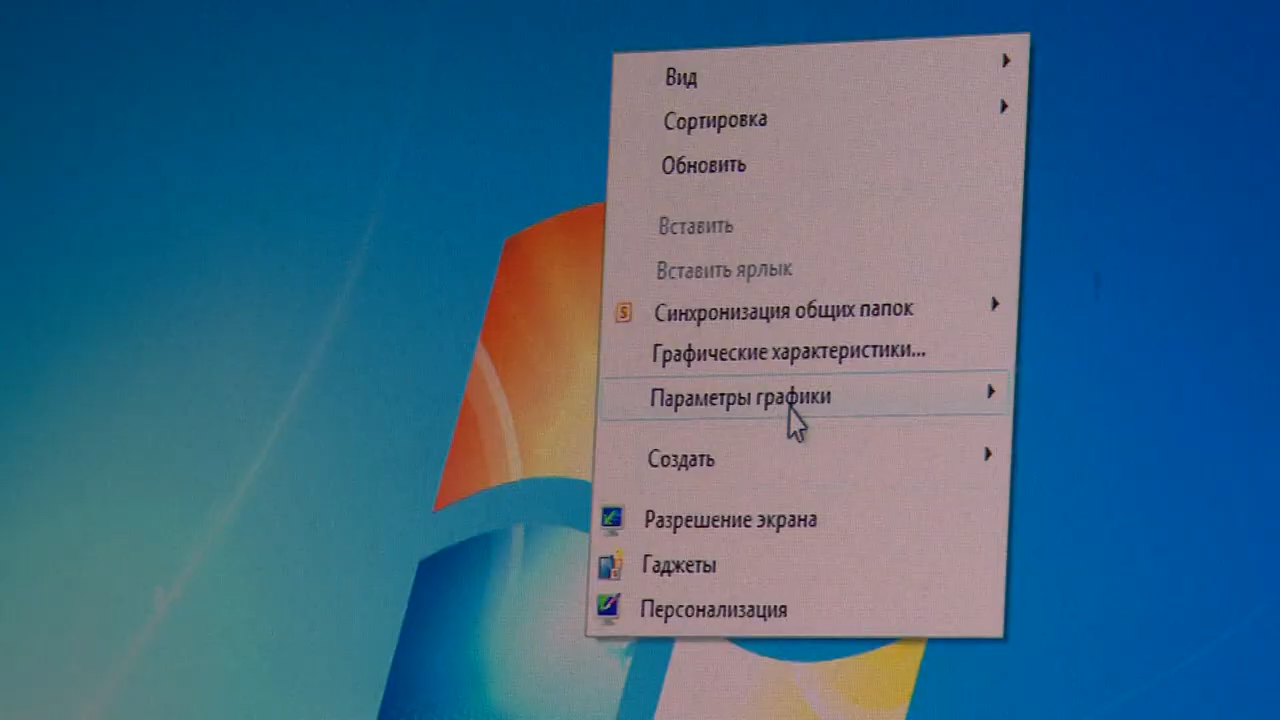 Вид
Сортировка
Обновить
Вставить
Вставить ярлык
S Синхронизация общих папок
Графические характеристики...
Параметры графики
Создать
Разрешение экрана
Гаджеты
Персонализация